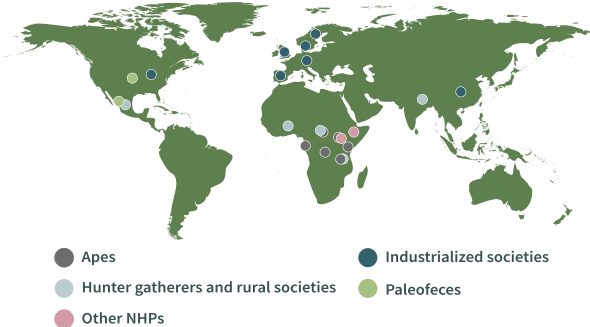 Apes
Industrialized societies
Hunter gatherers and rural societies
Paleofeces
Other NHPs